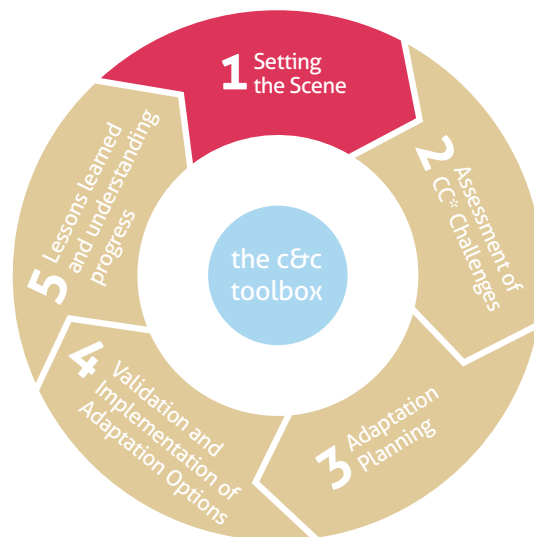 1 Setting
the Scene
2 Assessment of
CC* Challenges
3 Adaptation
Planning
4 Validation and
Implementation of
Adaptation Options
5 Lessons learned
and understanding
progress
the c&c
toolbox